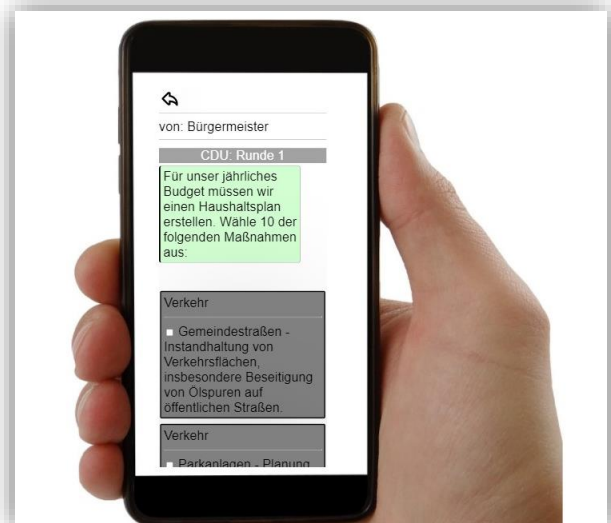 von: Bürgermeister
CDU: Runde 1
Für unser jährliches
Budget müssen wir
einen Haushaltsplan
erstellen. Wähle 10 der
folgenden Maßnahmen
aus:
Verkehr
Gemeindestraßen -
Instandhaltung von
Verkehrsflächen,
insbesondere Beseitigung
von Ölspuren auf
öffentlichen Straßen.
Verkehr
Parkanlagen - Planung